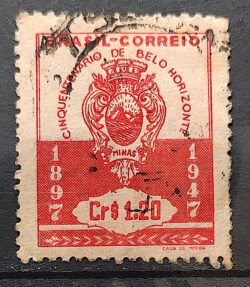 BRASIL-CORREIO
CINQUENTENARIO DE BELO HORIZONTE
MINAS
1897
1947
Cr$ 1.20
CASA DA MOEDA